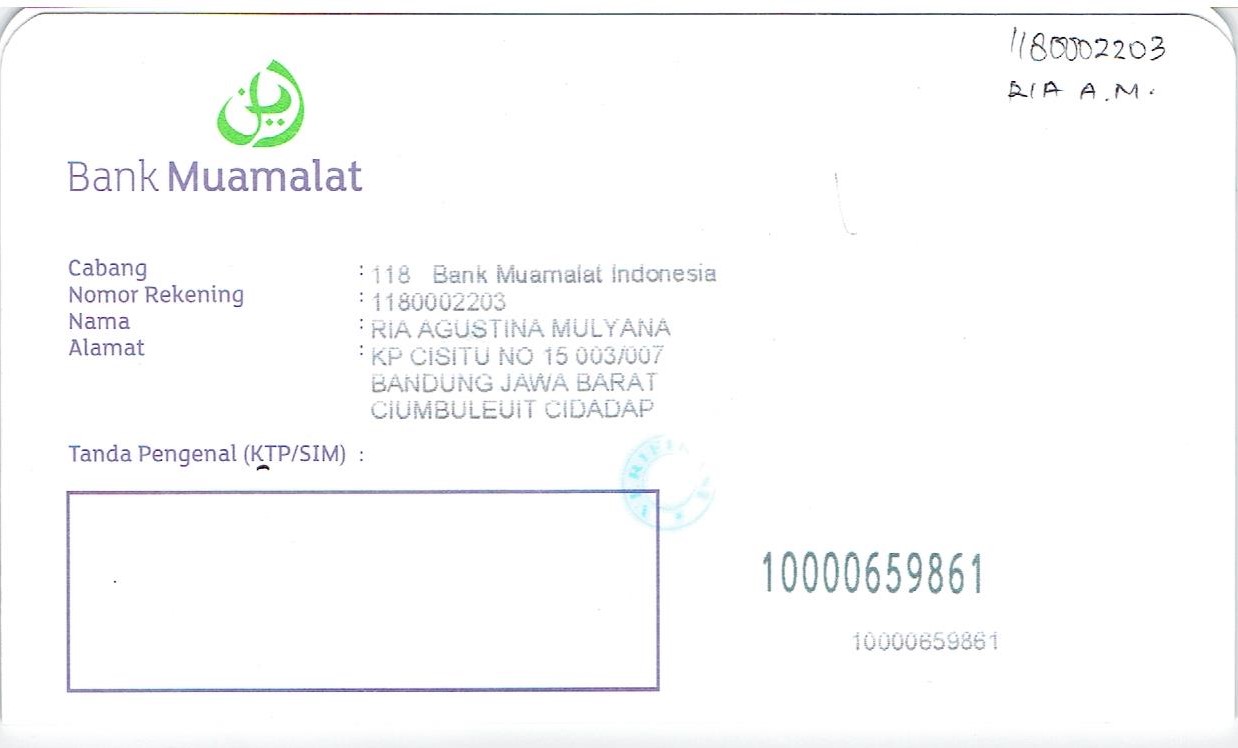 1180002203
RIA A.M.
Bank Muamalat
Cabang : 118 Bank Muamalat Indonesia
Nomor Rekening : 1180002203
Nama : RIA AGUSTINA MULYANA
Alamat : KP CISITU NO 15 003/007
BANDUNG JAWA BARAT
CIUMBULEUIT CIDADAP
Tanda Pengenal (KTP/SIM) :
10000659861
10000659861